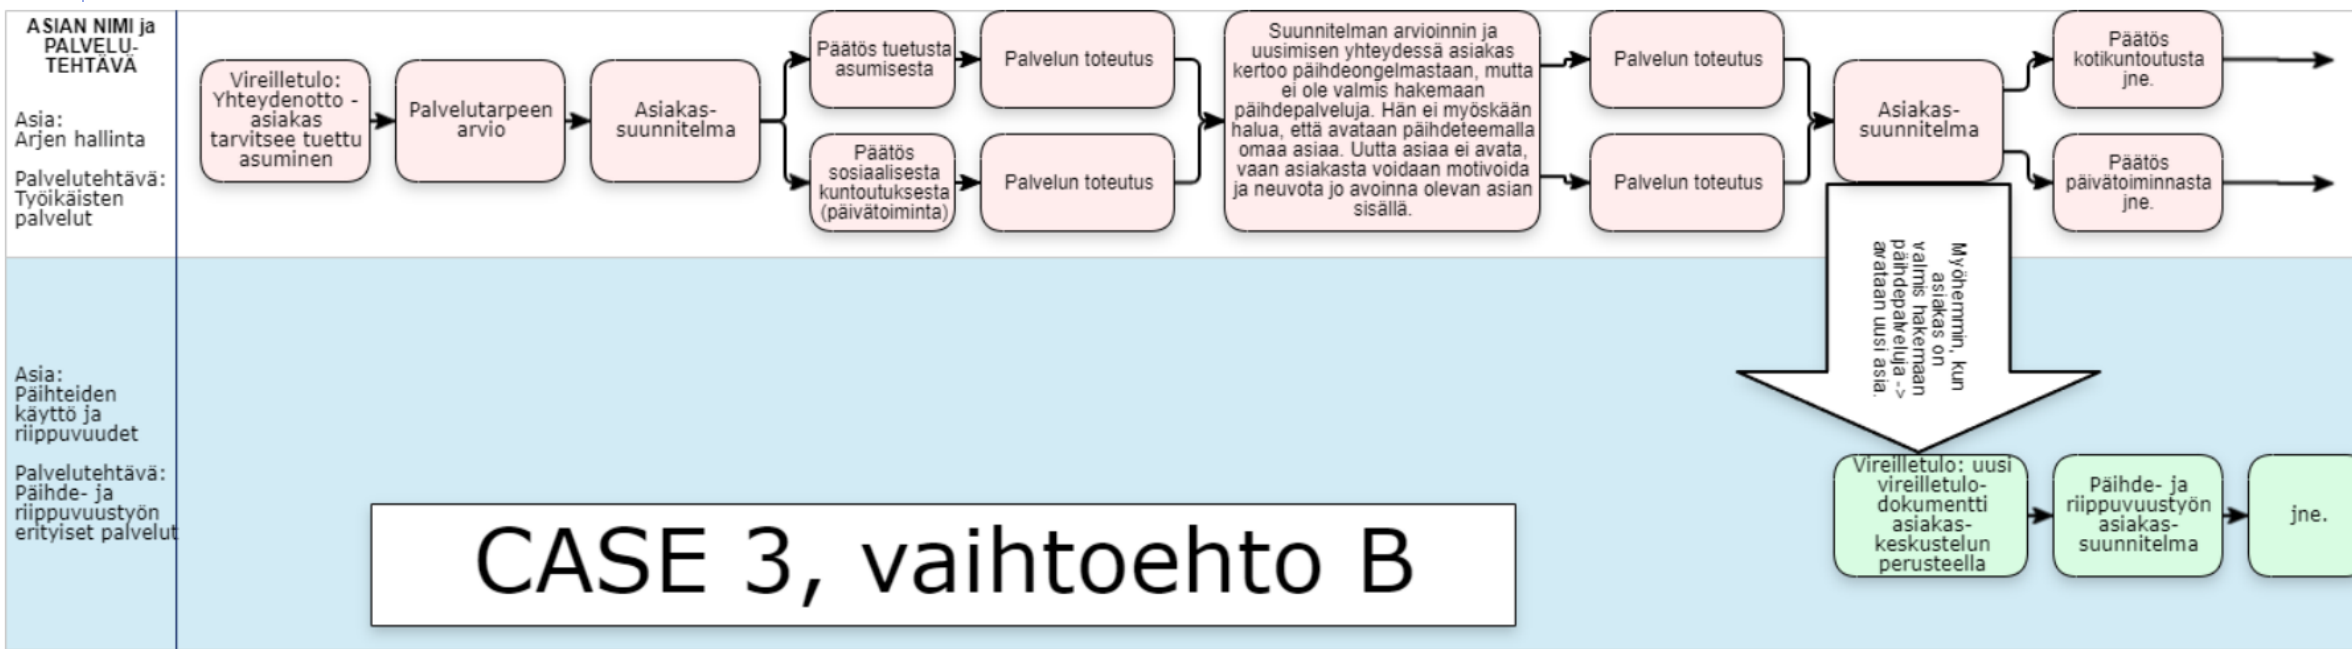 ASIAN NIMI ja
PALVELU-
TEHTÄVÄ
Asia:
Arjen hallinta
Palvelutehtävä:
Työikäisten
palvelut
Vireilletulo:
Yhteydenotto -
asiakas
tarvitsee tuettu
asuminen
Palvelutarpeen
arvio
Asiakas-
suunnitelma
Päätös tuetusta
asumisesta
Palvelun toteutus
Päätös
sosiaalisesta
kuntoutuksesta
(päivätoiminta)
Palvelun toteutus
Suunnitelman arvioinnin ja
uusimisen yhteydessä asiakas
kertoo päihdeongelmastaan, mutta
ei ole valmis hakemaan
päihdepalveluja. Hän ei myöskään
halua, että avataan päihdeteemalla
omaa asiaa. Uutta asiaa ei avata,
vaan asiakasta voidaan motivoida
ja neuvota jo avoinna olevan asian
sisällä.
Palvelun toteutus
Palvelun toteutus
Asiakas-
suunnitelma
Päätös
kotikuntoutusta
jne.
Päätös
päivätoiminnasta
jne.
Myöhemmin, kun
asiakas on
valmis hakemaan
päihdepalveluja ->
avataan uusi asia.
Asia:
Päihteiden
käyttö ja
riippuvuudet
Palvelutehtävä:
Päihde- ja
riippuvuustyön
erityiset palvelut
CASE 3, vaihtoehto B
Vireilletulo: uusi
vireilletulo-
dokumentti
asiakas-
keskustelun
perusteella
Päihde- ja
riippuvuustyön
asiakas-
suunnitelma
jne.